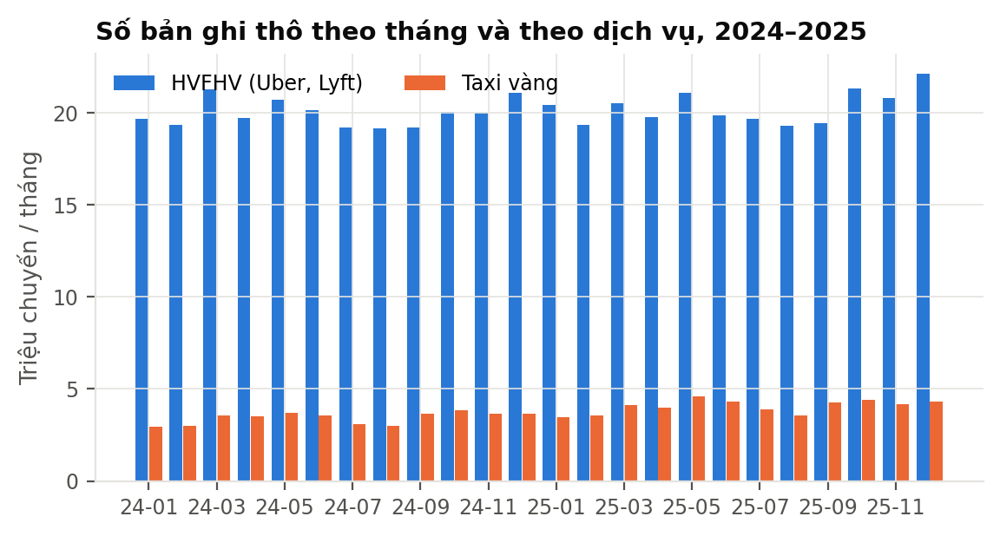 Số bản ghi thô theo tháng và theo dịch vụ, 2024–2025
HVFHV (Uber, Lyft) Taxi vàng
Triệu chuyến / tháng
20
15
10
5
0
24-01 24-03 24-05 24-07 24-09 24-11 25-01 25-03 25-05 25-07 25-09 25-11